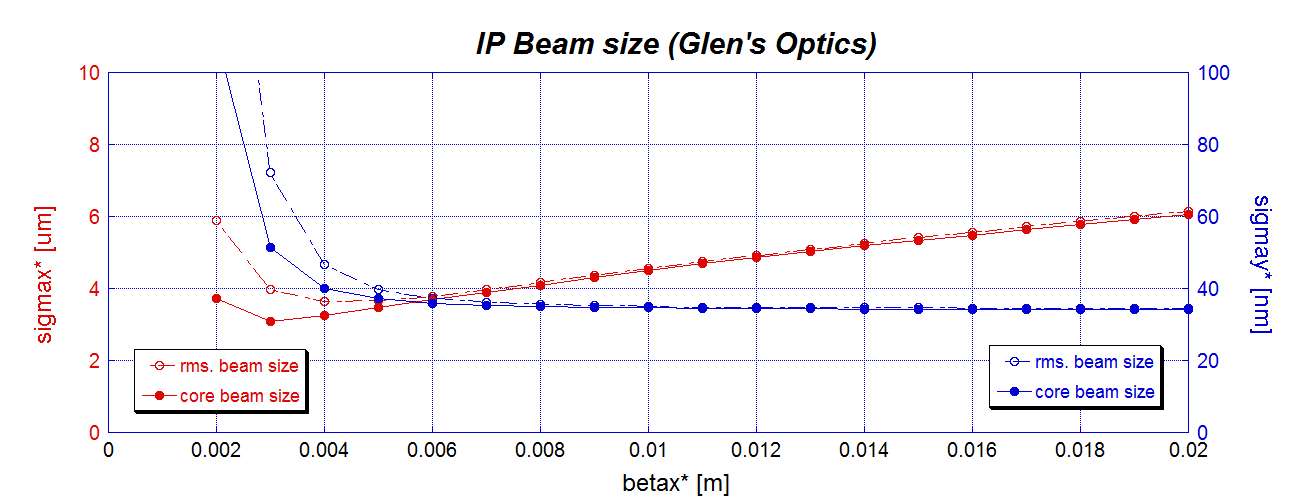 IP Beam size (Glen's Optics)
10
8
6
4
2
0
sigmax* [um]
100
80
60
40
20
0
sigmay* [nm]
rms. beam size
core beam size
rms. beam size
core beam size
0 0.002 0.004 0.006 0.008 0.01 0.012 0.014 0.016 0.018 0.02
betax* [m]